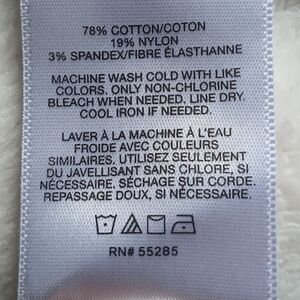 78% COTTON/COTON
19% NYLON
3% SPANDEX/FIBRE ÉLASTHANNE
MACHINE WASH COLD WITH LIKE
COLORS. ONLY NON-CHLORINE
BLEACH WHEN NEEDED. LINE DRY.
COOL IRON IF NEEDED.
LAVER À LA MACHINE À L'EAU
FROIDE AVEC COULEURS
SIMILAIRES, UTILISEZ SEULEMENT
DU JAVELLISANT SANS CHLORE, SI
NÉCESSAIRE. SÉCHAGE SUR CORDE.
REPASSAGE DOUX, SI NÉCESSAIRE.
RN# 55285